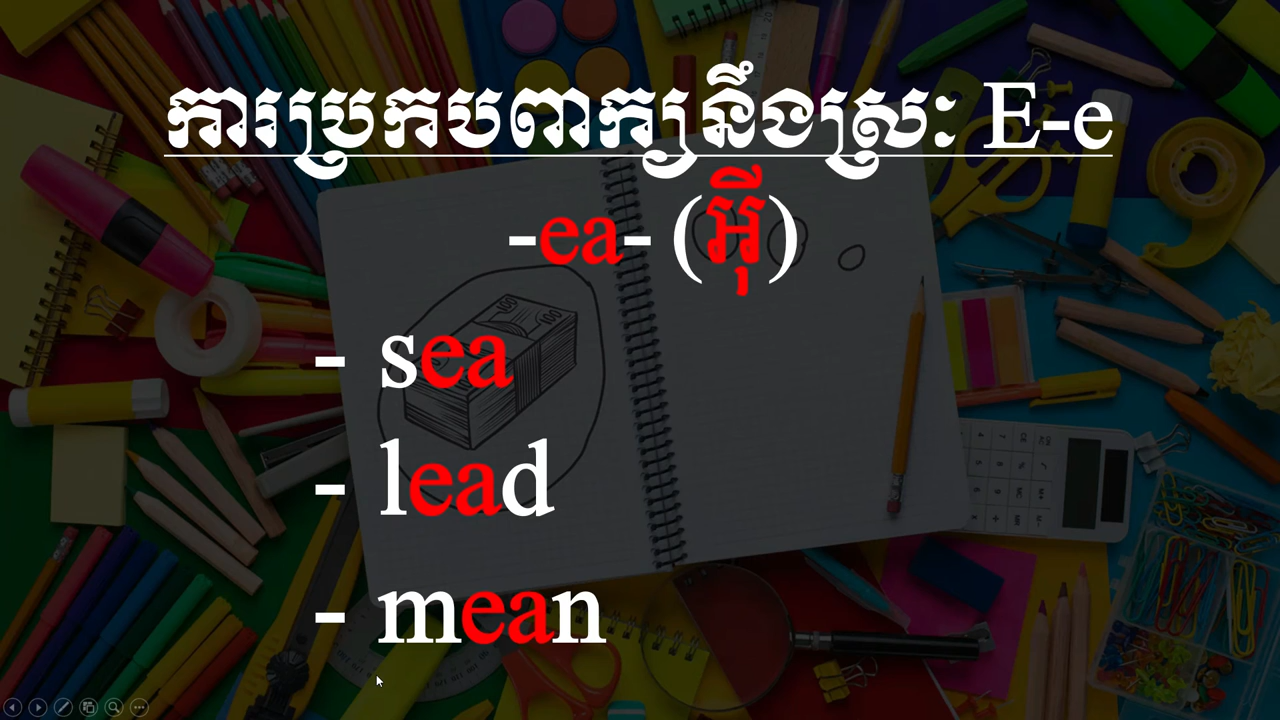 ការប្រកបពាក្យនឹងស្រៈ E-e
-ea- (អ៊ី)
- sea
- lead
- mean